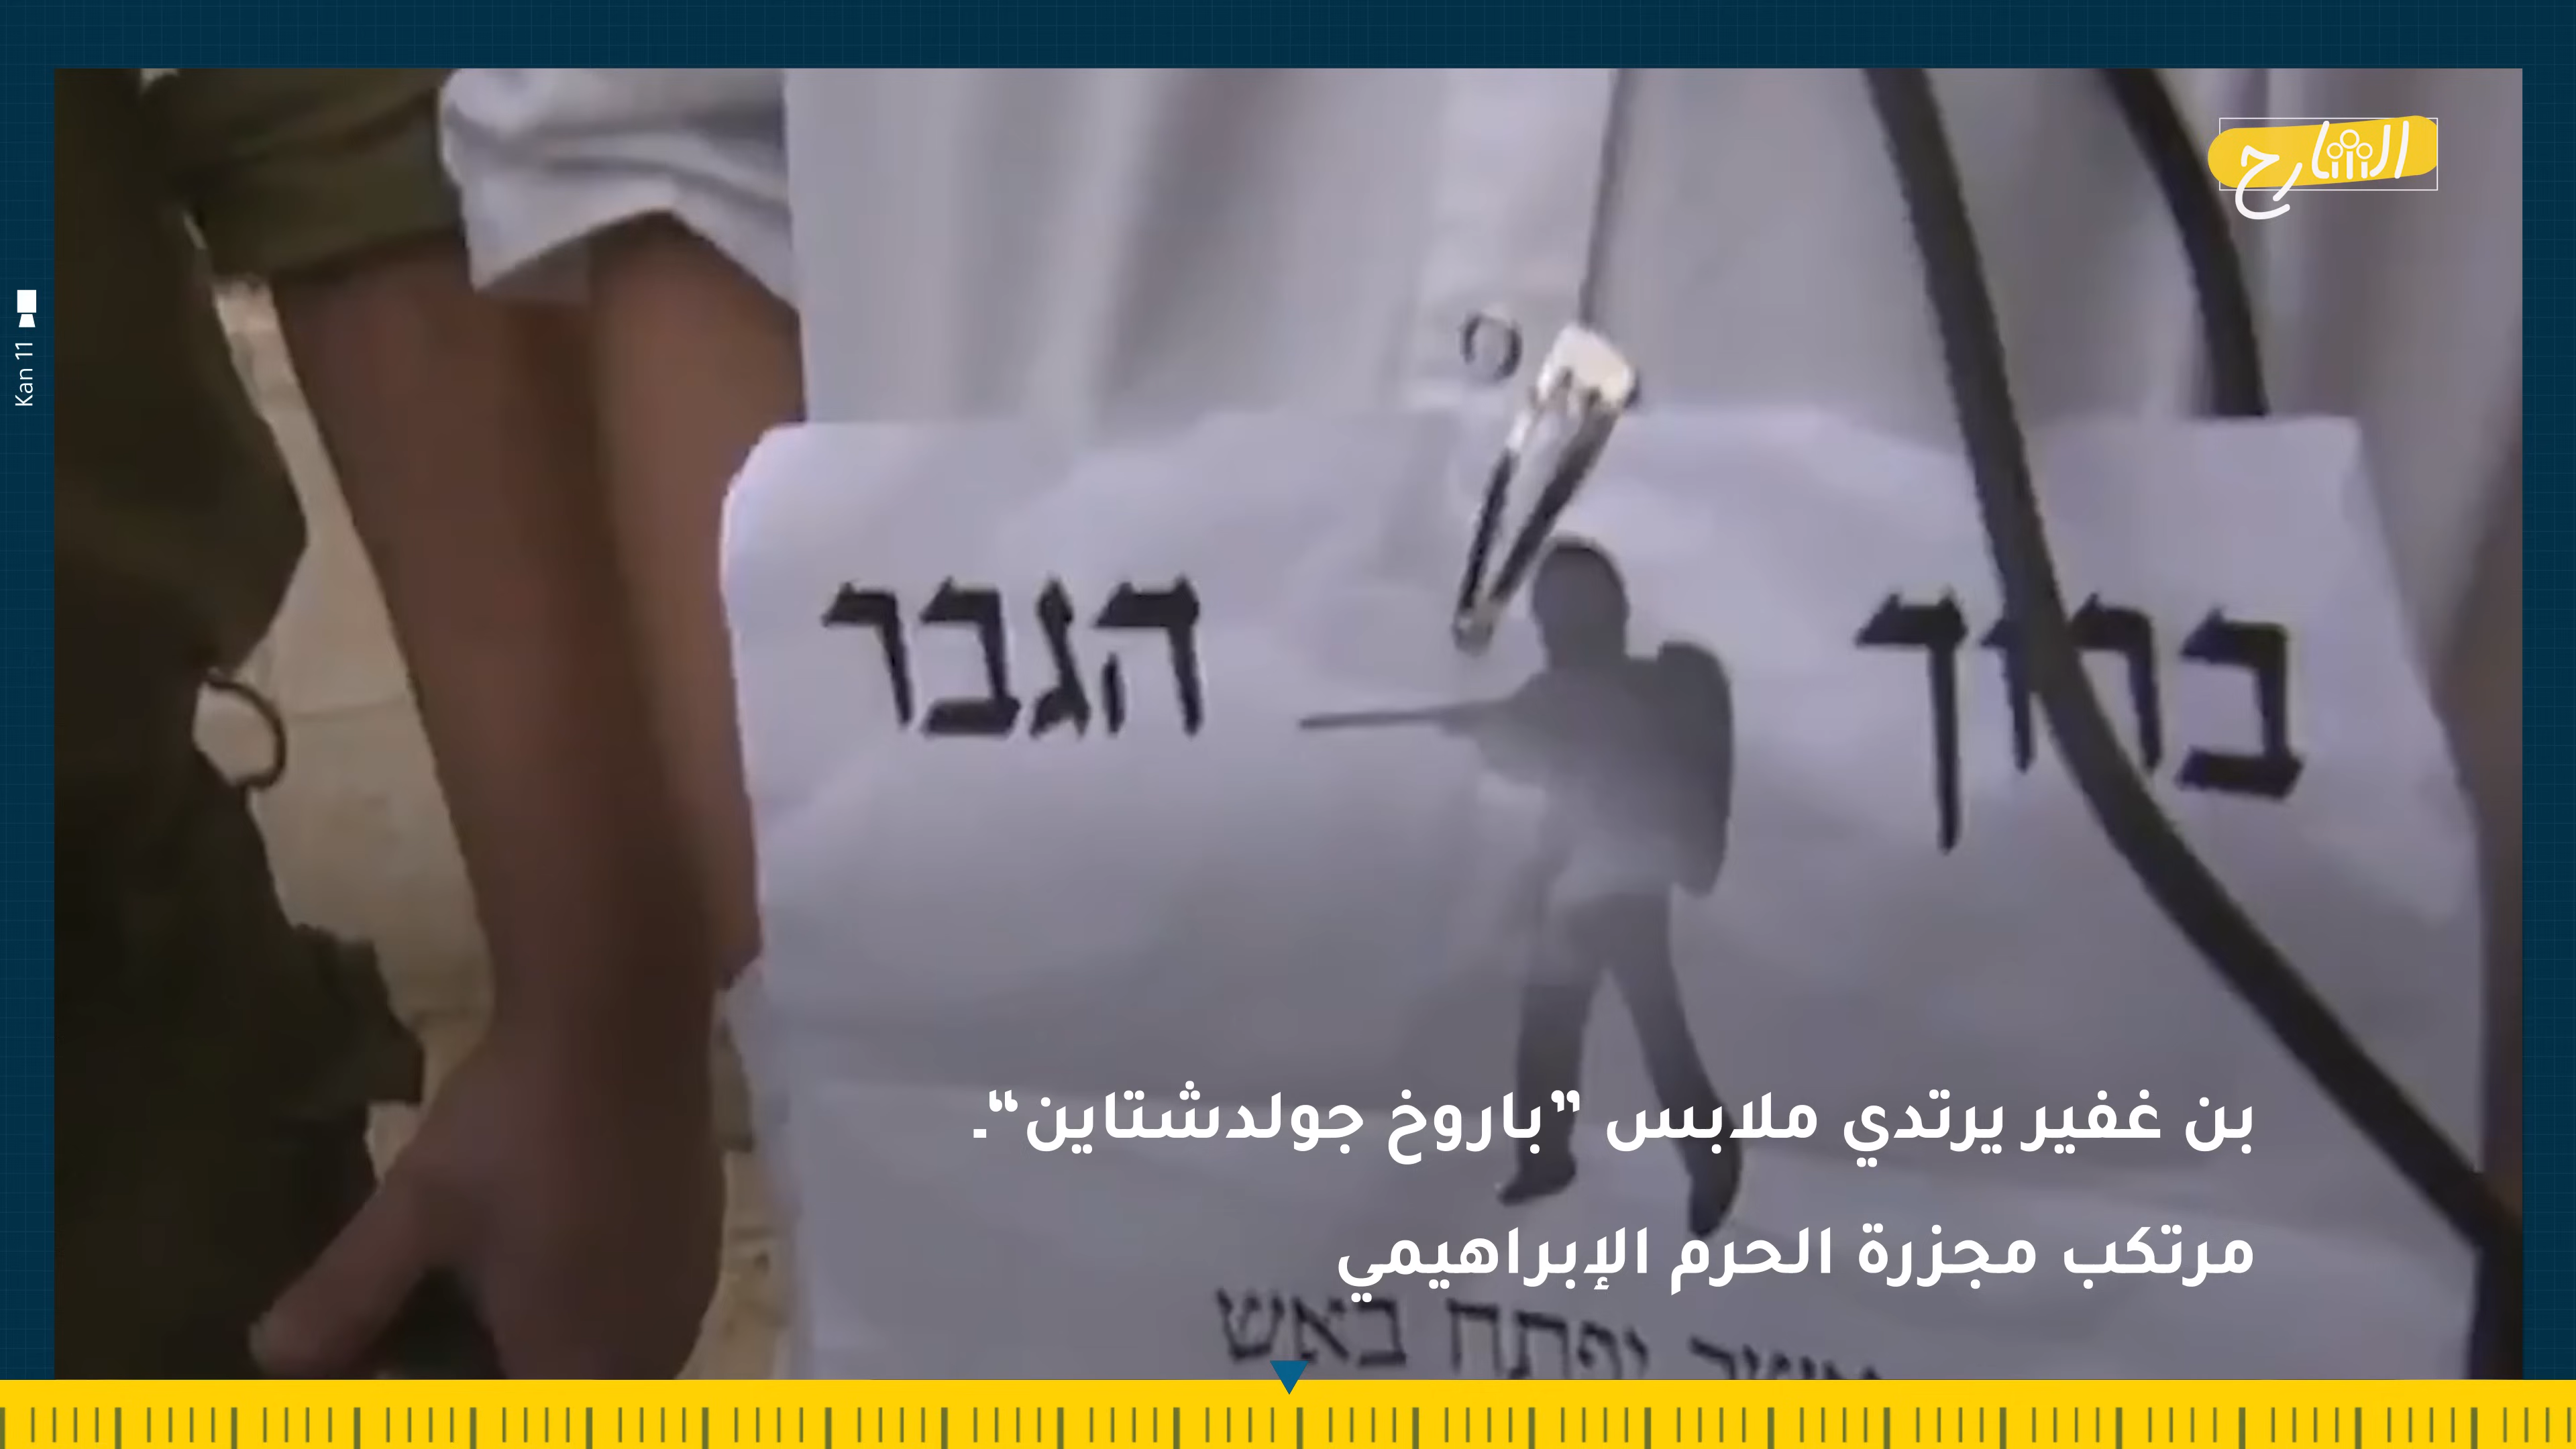 الشارح
Kan 11
ברוך הגבר
بن غفير يرتدي ملابس ”باروخ جولدشتاين“.
مرتكب مجزرة الحرم الإبراهيمي
יפתח באש